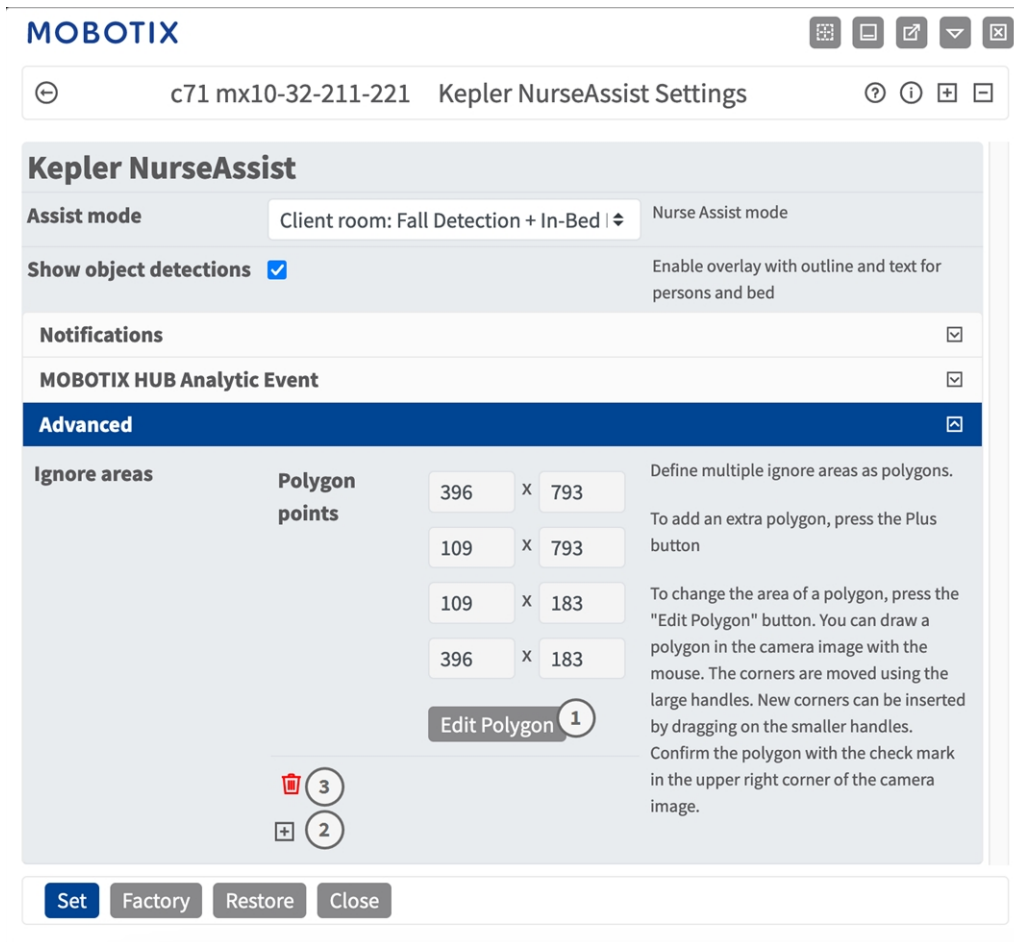 MOBOTIX
c71 mx10-32-211-221 Kepler NurseAssist Settings
Kepler NurseAssist
Assist mode
Client room: Fall Detection + In-Bed
Nurse Assist mode
Show object detections
Enable overlay with outline and text for
persons and bed
Notifications
MOBOTIX HUB Analytic Event
Advanced
Ignore areas
Polygon
points
396 x 793
109 x 793
109 x 183
396 x 183
Edit Polygon 1
3
2
Define multiple ignore areas as polygons.
To add an extra polygon, press the Plus
button
To change the area of a polygon, press the
"Edit Polygon" button. You can draw a
polygon in the camera image with the
mouse. The corners are moved using the
large handles. New corners can be inserted
by dragging on the smaller handles.
Confirm the polygon with the check mark
in the upper right corner of the camera
image.
Set Factory Restore Close